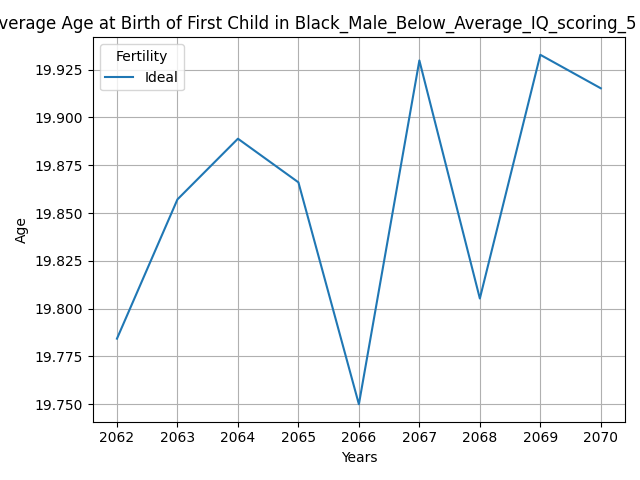 verage Age at Birth of First Child in Black_Male_Below_Average_IQ_scoring_5
Fertility
Ideal
19.925
19.900
19.875
19.850
19.825
19.800
19.775
19.750
Age
2062 2063 2064 2065 2066 2067 2068 2069 2070
Years